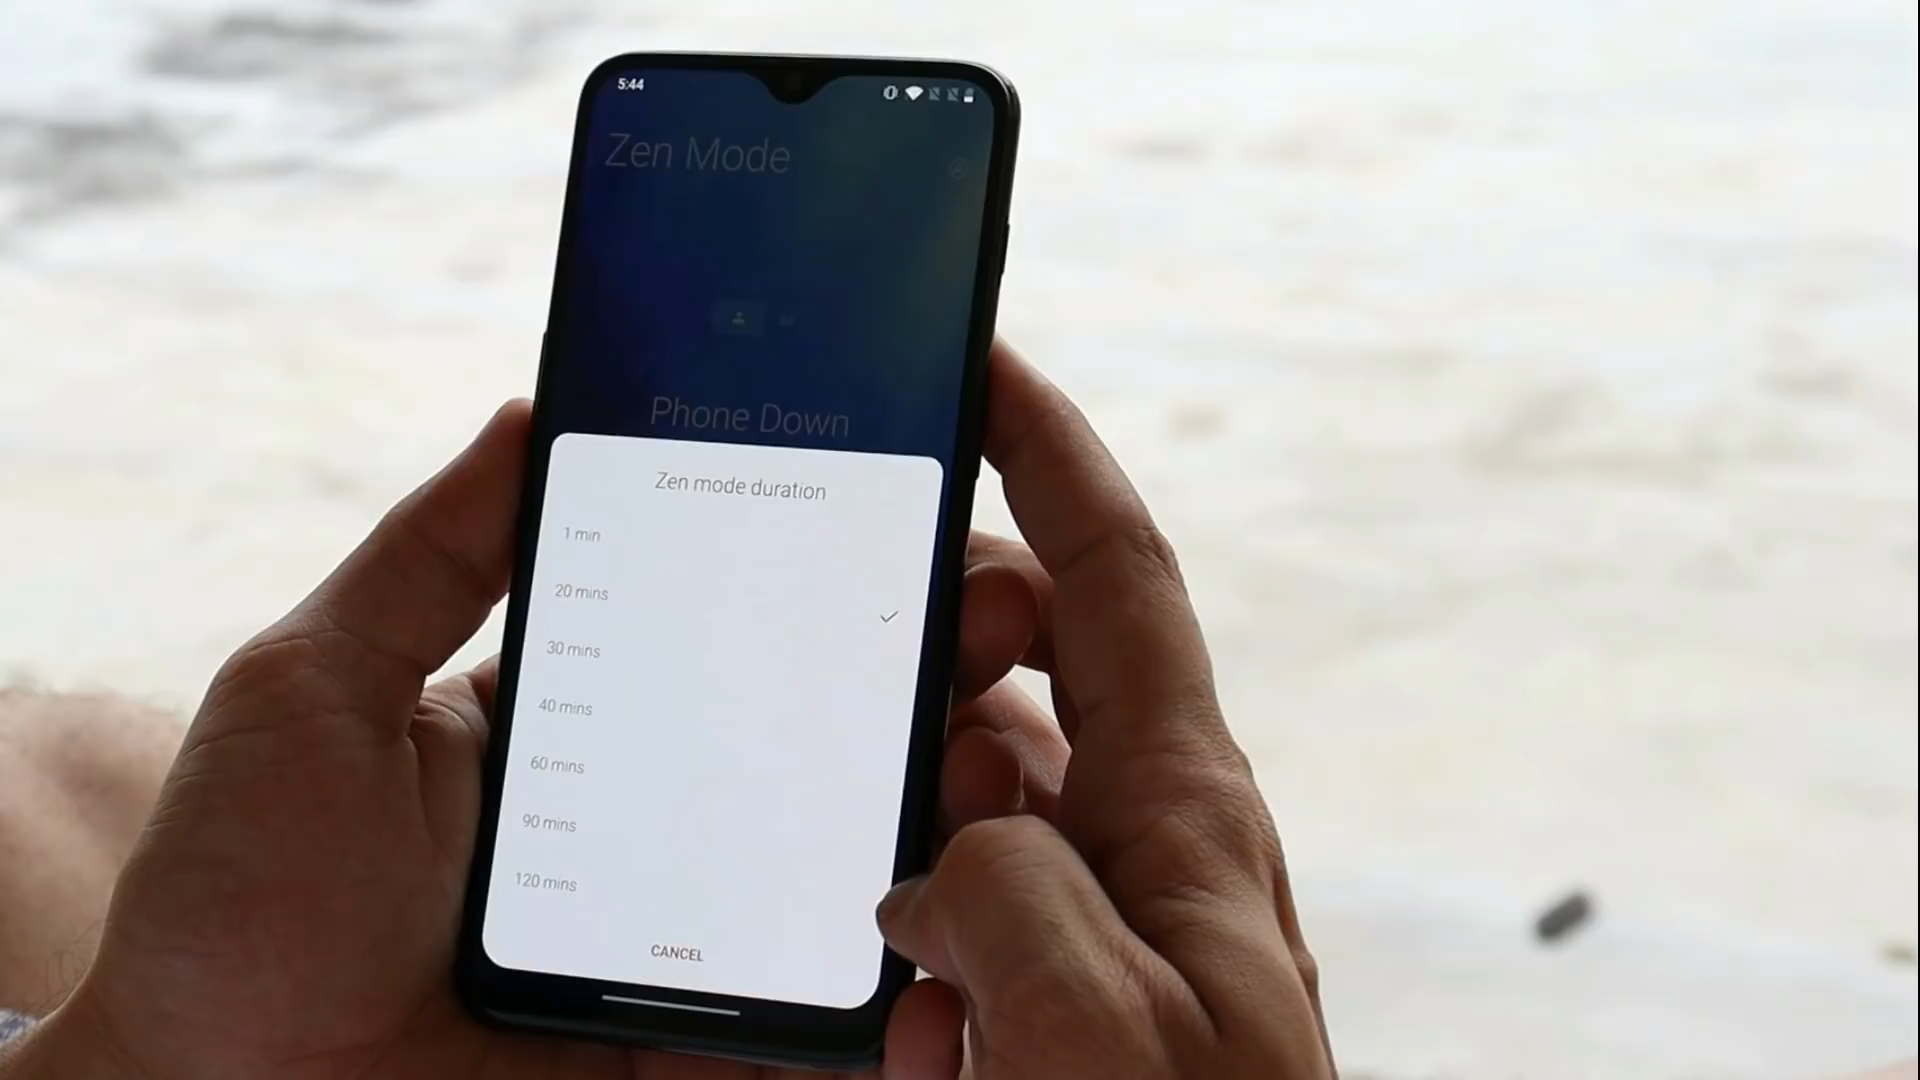 5:44
Zen Mode
Phone Down
Zen mode duration
1 min
20 mins
30 mins
40 mins
60 mins
90 mins
120 mins
CANCEL